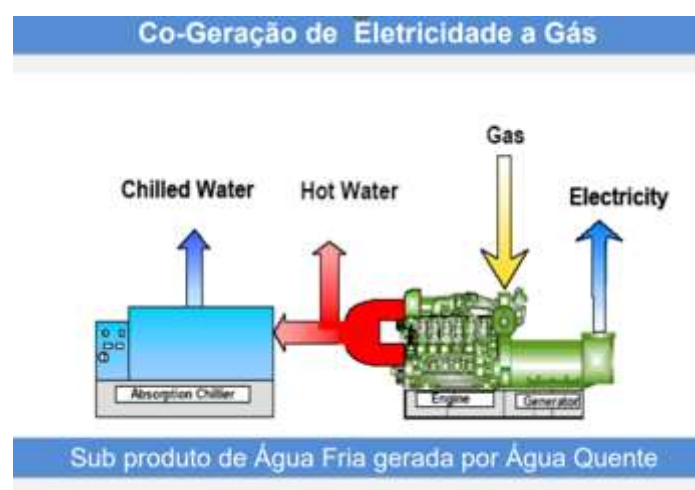 Co-Geração de Eletricidade a Gás
Gas
Chilled Water
Hot Water
Electricity
Absorption Chillier
Engine
Generator
Sub produto de Água Fria gerada por Água Quente